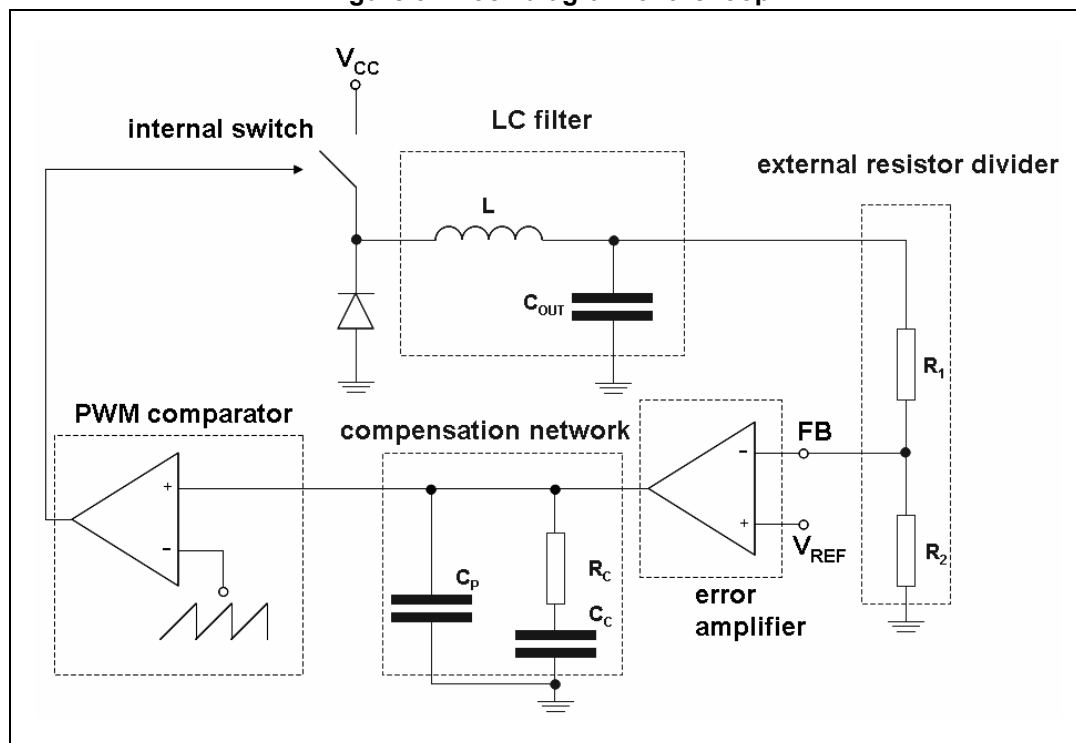 V_CC
internal switch
LC filter
external resistor divider
L
C_OUT
R_1
PWM comparator
compensation network
FB
-
+
+
-
V_REF
C_P
R_C
C_C
R_2
error
amplifier